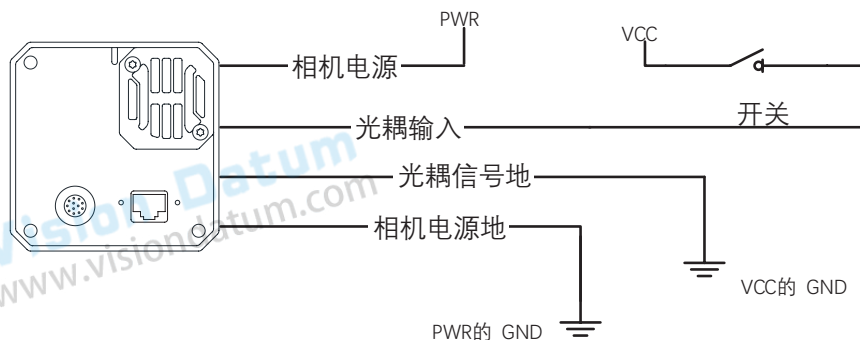 PWR
VCC
相机电源
开关
光耦输入
光耦信号地
相机电源地
VCC的 GND
PWR的 GND
Vision Datum
www.visiondatum.com